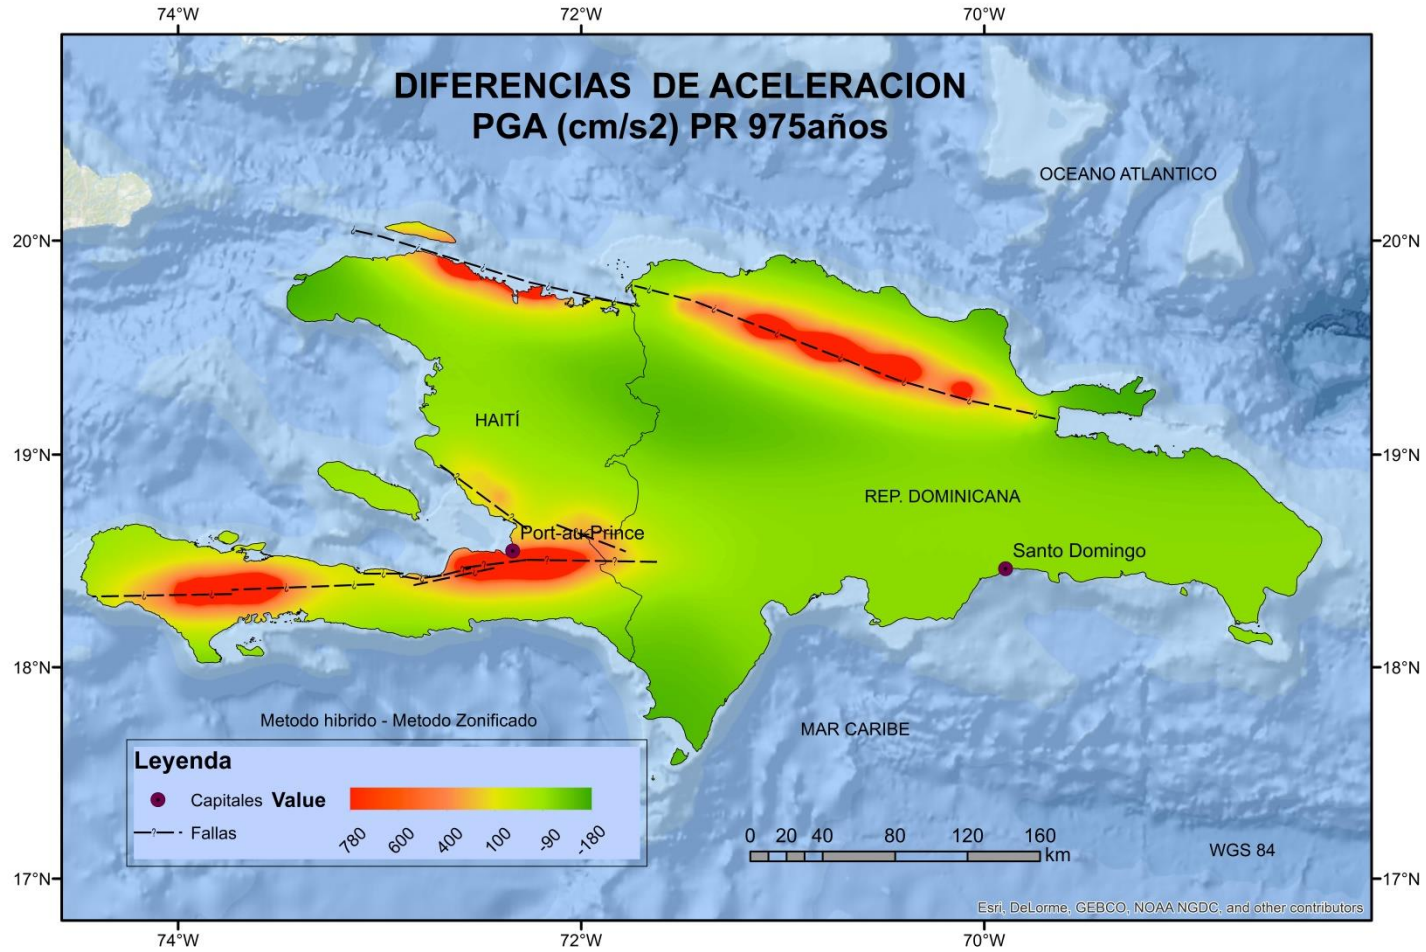 74°W 72°W 70°W
DIFERENCIAS DE ACELERACION
PGA (cm/s2) PR 975años
OCEANO ATLANTICO
20°N 20°N
HAITÍ
19°N 19°N
REP. DOMINICANA
Port-au-Prince
Santo Domingo
18°N 18°N
Metodo hibrido - Metodo Zonificado
MAR CARIBE
Leyenda
Capitales Value
780 600 400 100 -90 -180
Fallas
0 20 40 80 120 160
km
WGS 84
17°N 17°N
Esri, DeLorme, GEBCO, NOAA NGDC, and other contributors
74°W 72°W 70°W